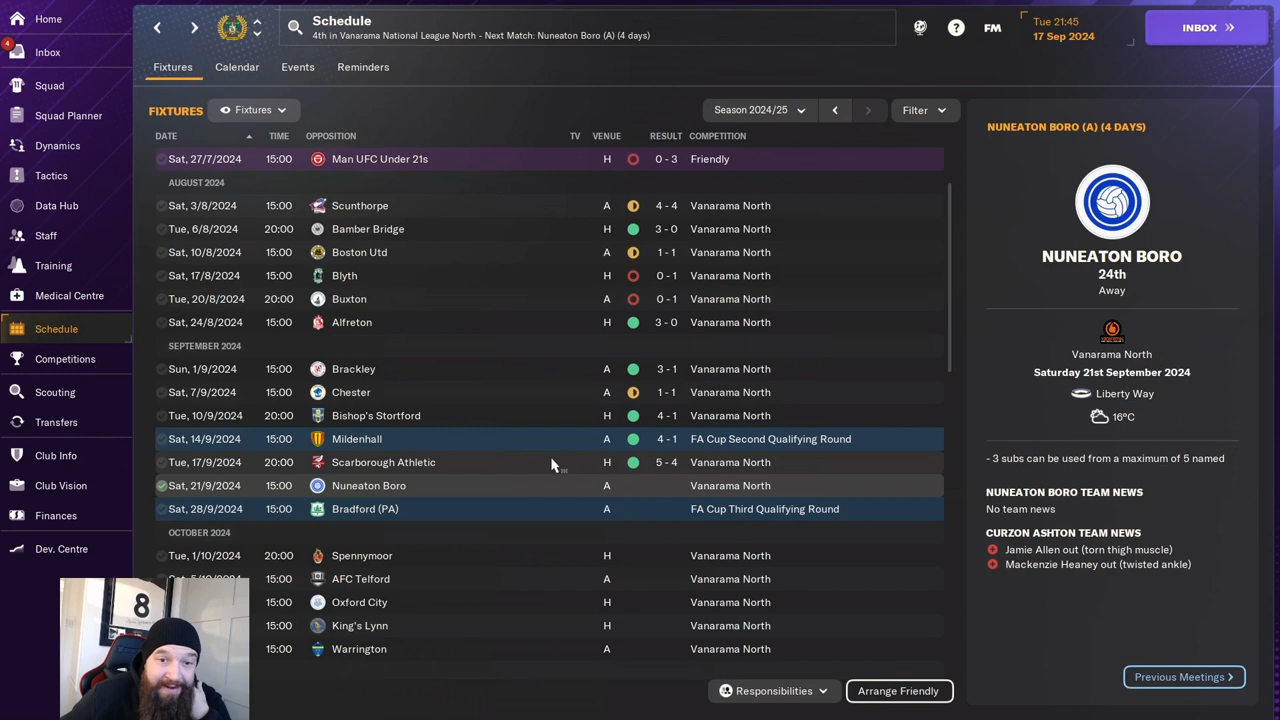 Home
4
Inbox
Squad
Squad Planner
Dynamics
Tactics
Data Hub
Staff
Training
Medical Centre
Schedule
Competitions
Scouting
Transfers
Club Info
Club Vision
Finances
Dev. Centre
Schedule
4th in Vanarama National League North - Next Match: Nuneaton Boro (A) (4 days)
?
FM
Tue 21:45
17 Sep 2024
INBOX
Fixtures Calendar Events Reminders
FIXTURES Fixtures Season 2024/25 Filter
DATE TIME OPPOSITION TV VENUE RESULT COMPETITION
Sat, 27/7/2024 15:00 Man UFC Under 21s H 0 - 3 Friendly
AUGUST 2024
Sat, 3/8/2024 15:00 Scunthorpe A 4 - 4 Vanarama North
Tue, 6/8/2024 20:00 Bamber Bridge H 3 - 0 Vanarama North
Sat, 10/8/2024 15:00 Boston Utd A 1 - 1 Vanarama North
Sat, 17/8/2024 15:00 Blyth H 0 - 1 Vanarama North
Tue, 20/8/2024 20:00 Buxton A 0 - 1 Vanarama North
Sat, 24/8/2024 15:00 Alfreton H 3 - 0 Vanarama North
SEPTEMBER 2024
Sun, 1/9/2024 15:00 Brackley A 3 - 1 Vanarama North
Sat, 7/9/2024 15:00 Chester A 1 - 1 Vanarama North
Tue, 10/9/2024 20:00 Bishop's Stortford H 4 - 1 Vanarama North
Sat, 14/9/2024 15:00 Mildenhall A 4 - 1 FA Cup Second Qualifying Round
Tue, 17/9/2024 20:00 Scarborough Athletic H 5 - 4 Vanarama North
Sat, 21/9/2024 15:00 Nuneaton Boro A Vanarama North
Sat, 28/9/2024 15:00 Bradford (PA) A FA Cup Third Qualifying Round
OCTOBER 2024
Tue, 1/10/2024 20:00 Spennymoor H Vanarama North
15:00 AFC Telford A Vanarama North
15:00 Oxford City H Vanarama North
15:00 King's Lynn H Vanarama North
15:00 Warrington A Vanarama North
Responsibilities Arrange Friendly
NUNEATON BORO (A) (4 DAYS)
NUNEATON BORO
24th
Away
Vanarama North
Saturday 21st September 2024
Liberty Way
16°C
- 3 subs can be used from a maximum of 5 named
NUNEATON BORO TEAM NEWS
No team news
CURZON ASHTON TEAM NEWS
Jamie Allen out (torn thigh muscle)
Mackenzie Heaney out (twisted ankle)
Previous Meetings
8